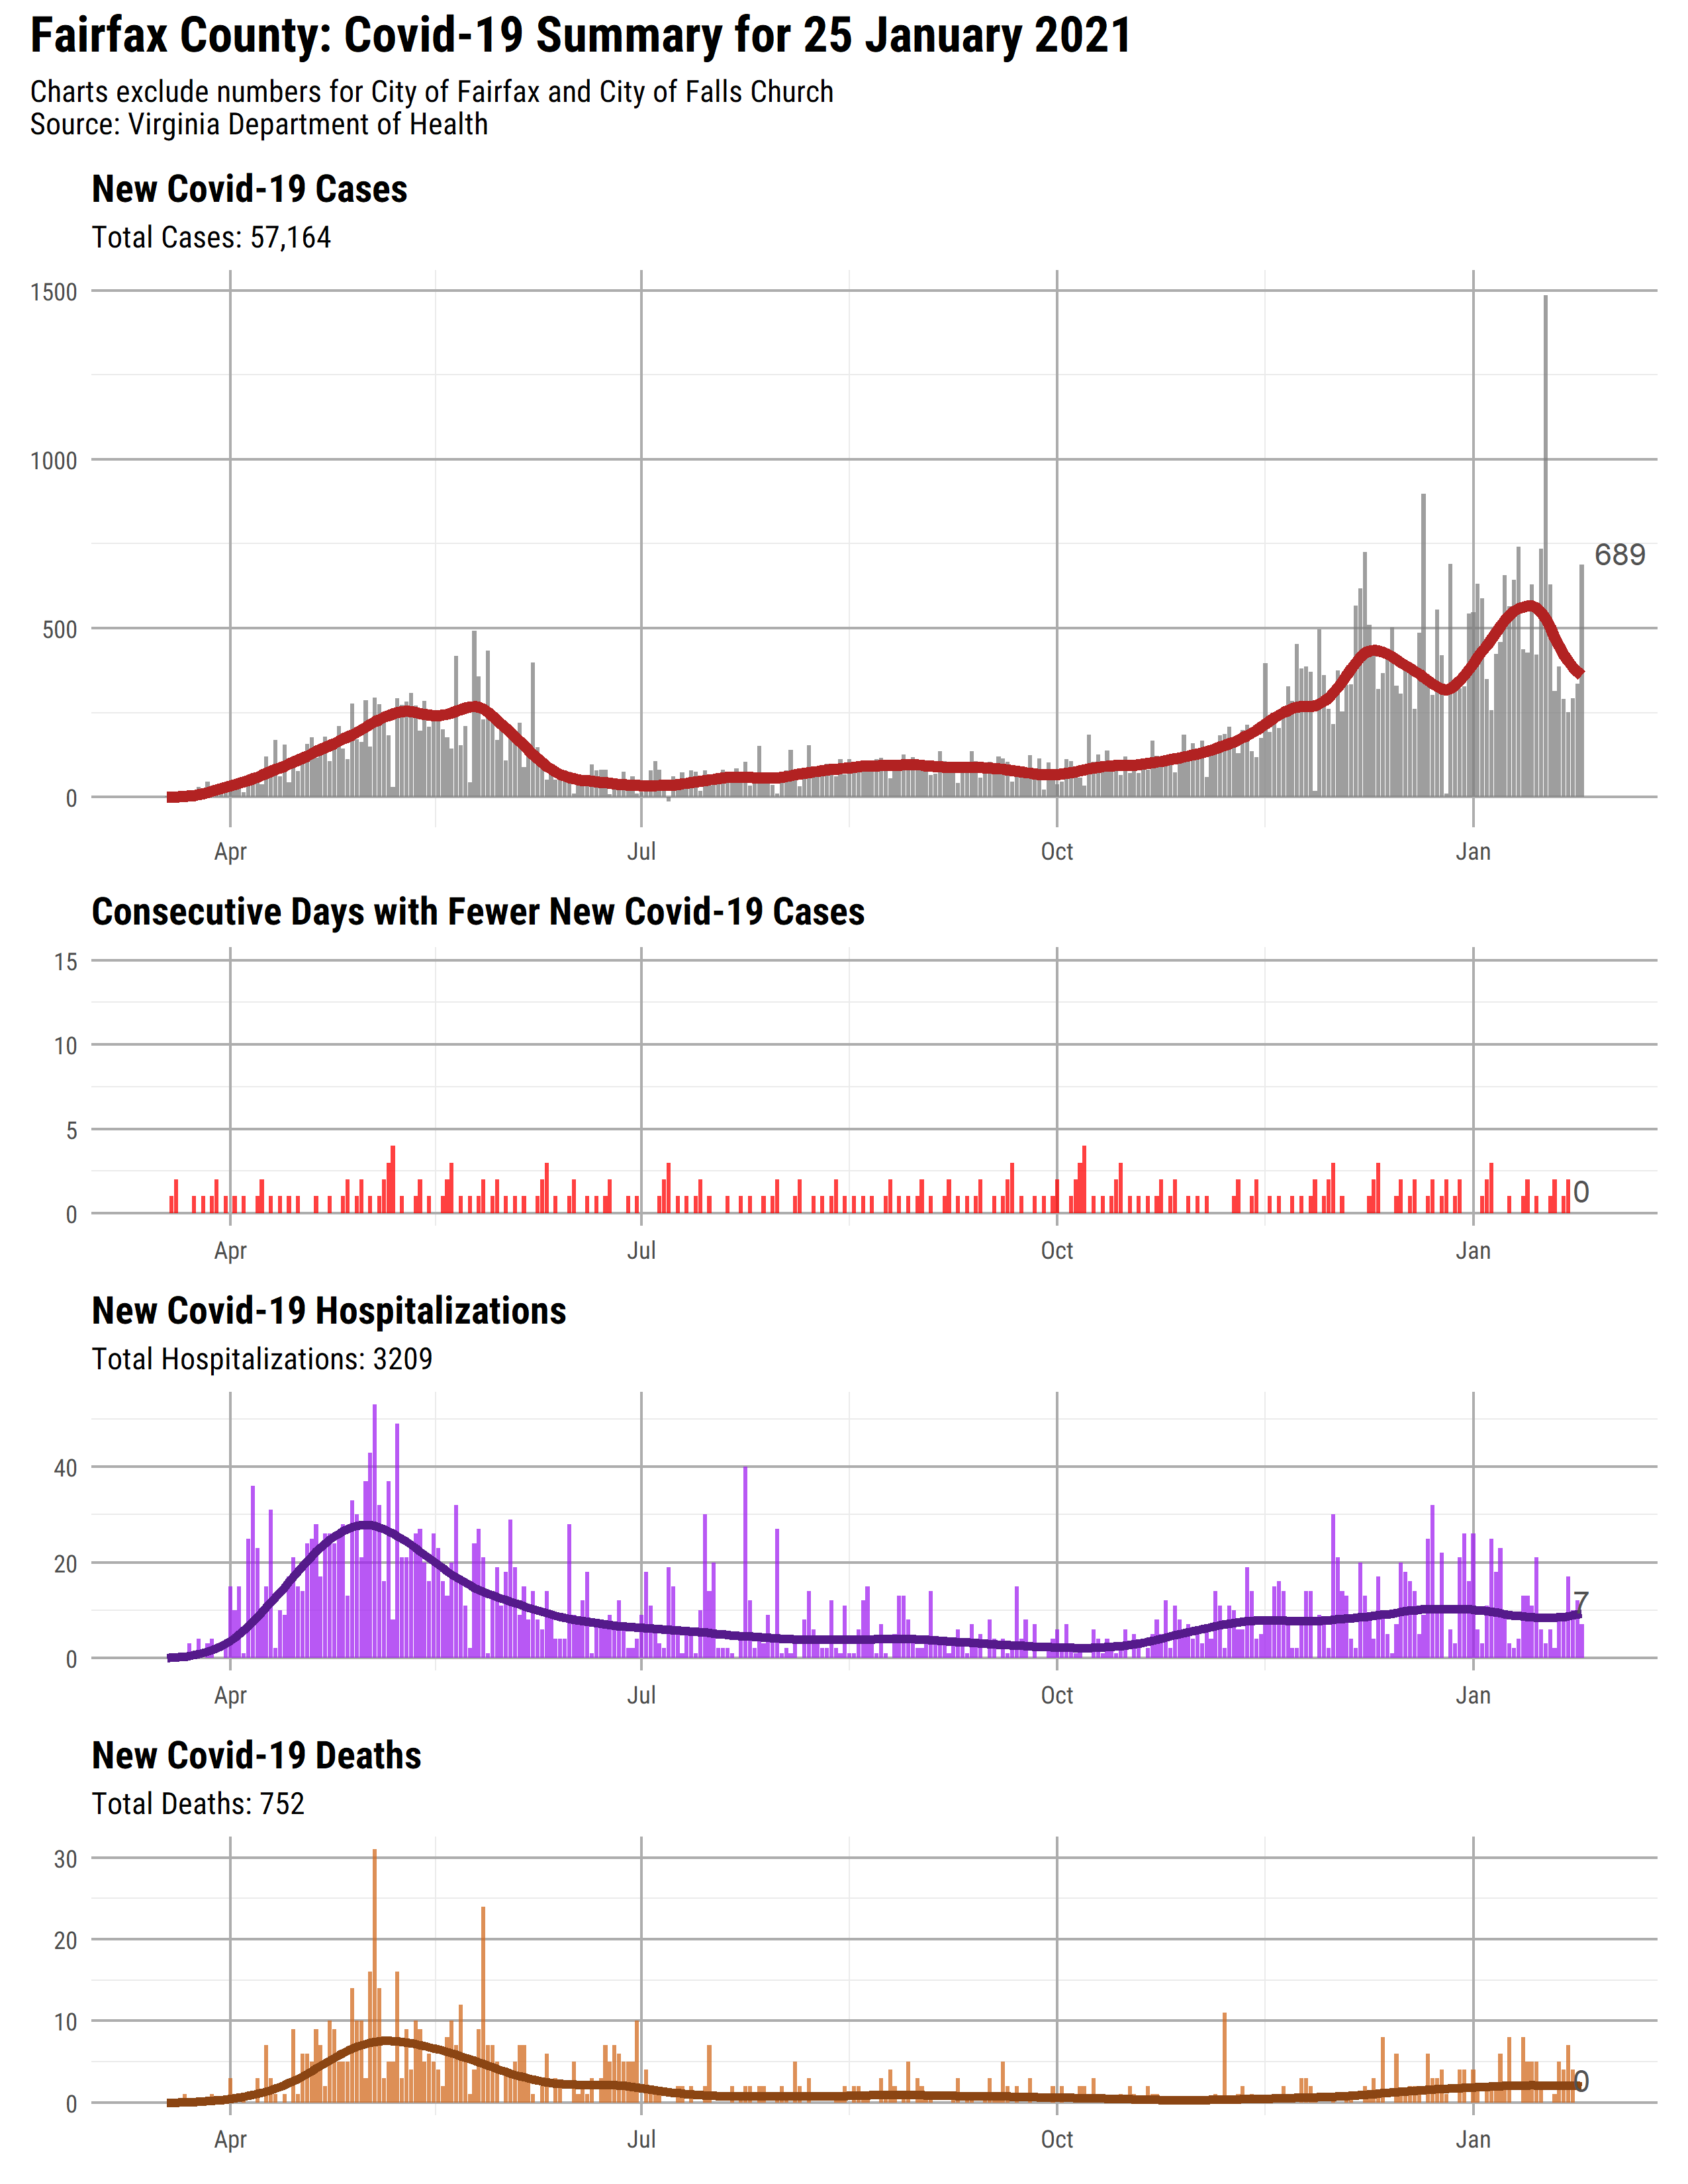 Fairfax County: Covid-19 Summary for 25 January 2021
Charts exclude numbers for City of Fairfax and City of Falls Church
Source: Virginia Department of Health
New Covid-19 Cases
Total Cases: 57,164
1500
1000
500
0
689
Apr Jul Oct Jan
Consecutive Days with Fewer New Covid-19 Cases
15
10
5
0
0
Apr Jul Oct Jan
New Covid-19 Hospitalizations
Total Hospitalizations: 3209
40
20
0
7
Apr Jul Oct Jan
New Covid-19 Deaths
Total Deaths: 752
30
20
10
0
0
Apr Jul Oct Jan